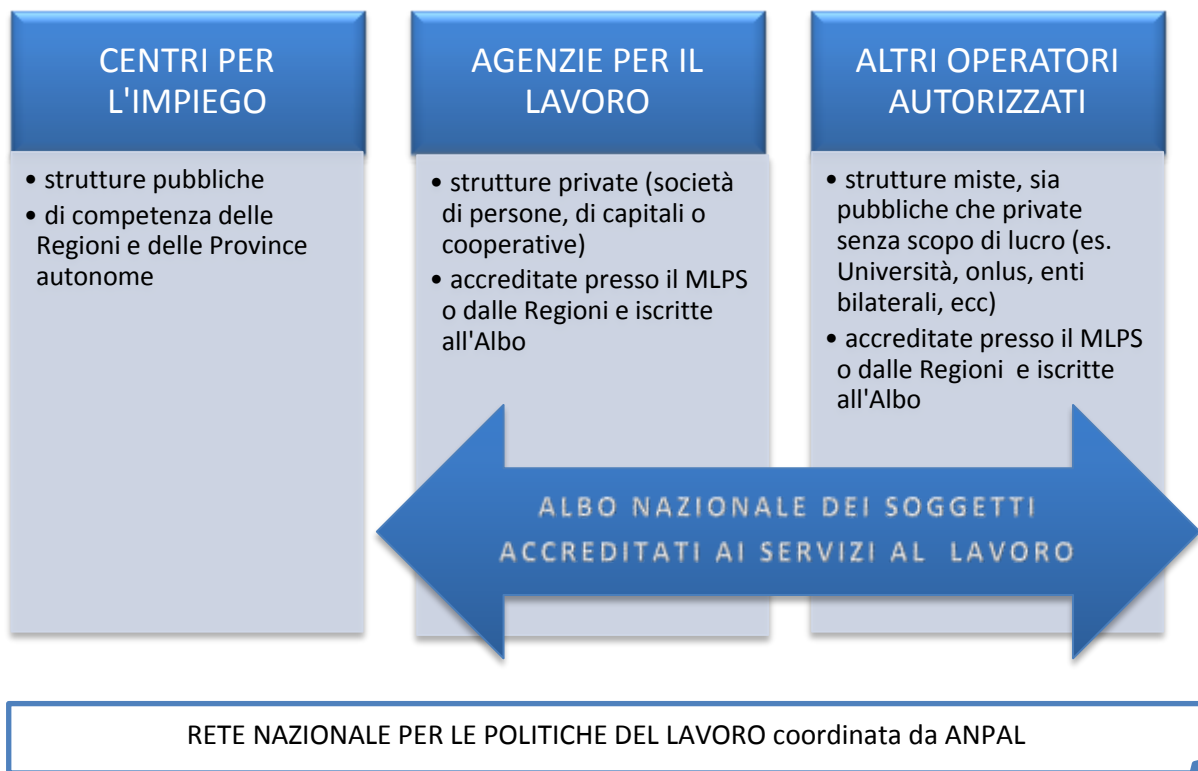 CENTRI PER
L'IMPIEGO
• strutture pubbliche
• di competenza delle
Regioni e delle Province
autonome
AGENZIE PER IL
LAVORO
• strutture private (società
di persone, di capitali o
cooperative)
• accreditate presso il MLPS
o dalle Regioni e iscritte
all'Albo
ALTRI OPERATORI
AUTORIZZATI
• strutture miste, sia
pubbliche che private
senza scopo di lucro (es.
Università, onlus, enti
bilaterali, ecc)
• accreditate presso il MLPS
o dalle Regioni e iscritte
all'Albo
ALBO NAZIONALE DEI SOGGETTI
ACCREDITATI AI SERVIZI AL LAVORO
RETE NAZIONALE PER LE POLITICHE DEL LAVORO coordinata da ANPAL